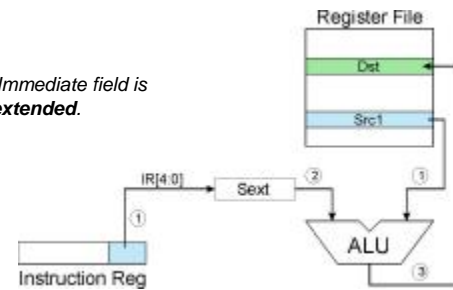 Register File
Dst
Immediate field is
extended.
Src1
IR[4:0]
Sext
2
1
1
ALU
3
Instruction Reg